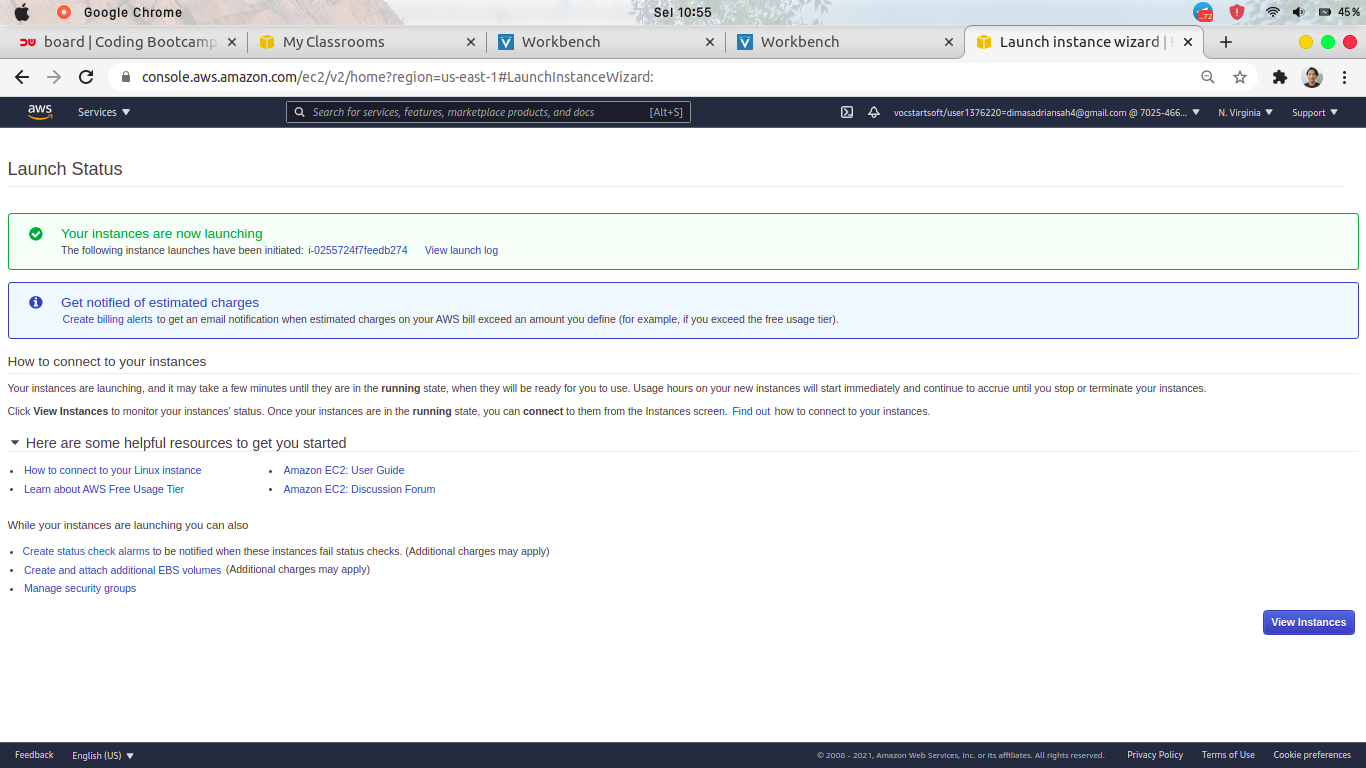 Google Chrome
Sel 10:55
72
45%
board | Coding Bootcamp
My Classrooms
Workbench
Workbench
Launch instance wizard |
console.aws.amazon.com/ec2/v2/home?region=us-east-1#LaunchInstanceWizard:
aws
Services
Search for services, features, marketplace products, and docs
[Alt+S]
vocstartsoft/user1376220=dimasadriansah4@gmail.com @ 7025-466...
N. Virginia
Support
Launch Status
Your instances are now launching
The following instance launches have been initiated: i-0255724f7feedb274 View launch log
Get notified of estimated charges
Create billing alerts to get an email notification when estimated charges on your AWS bill exceed an amount you define (for example, if you exceed the free usage tier).
How to connect to your instances
Your instances are launching, and it may take a few minutes until they are in the running state, when they will be ready for you to use. Usage hours on your new instances will start immediately and continue to accrue until you stop or terminate your instances.
Click View Instances to monitor your instances' status. Once your instances are in the running state, you can connect to them from the Instances screen. Find out how to connect to your instances.
Here are some helpful resources to get you started
How to connect to your Linux instance
Amazon EC2: User Guide
Learn about AWS Free Usage Tier
Amazon EC2: Discussion Forum
While your instances are launching you can also
Create status check alarms to be notified when these instances fail status checks. (Additional charges may apply)
Create and attach additional EBS volumes (Additional charges may apply)
Manage security groups
View Instances
Feedback
English (US)
© 2008 - 2021, Amazon Web Services, Inc. or its affiliates. All rights reserved.
Privacy Policy
Terms of Use
Cookie preferences